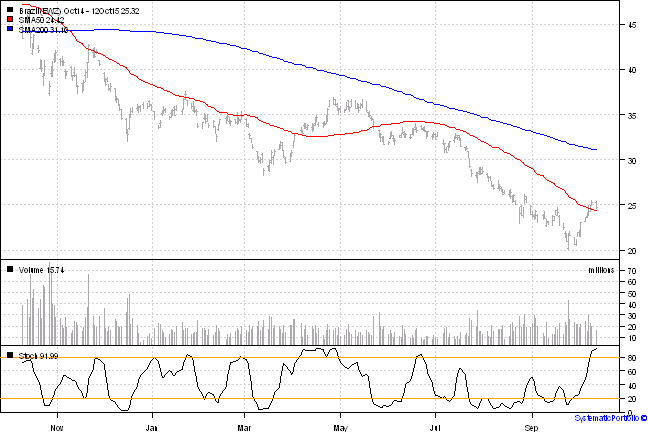 Brazil (EWZ) Oct14 - 12Oct15 25.32
SMA50 24.42
SMA200 31.10
45
40
35
30
25
20
Volume 15.74
millions
70
60
50
40
30
20
10
Stoch 91.99
80
60
40
20
0
Nov Jan Mar May Jul Sep
SystematicPortfolio ©